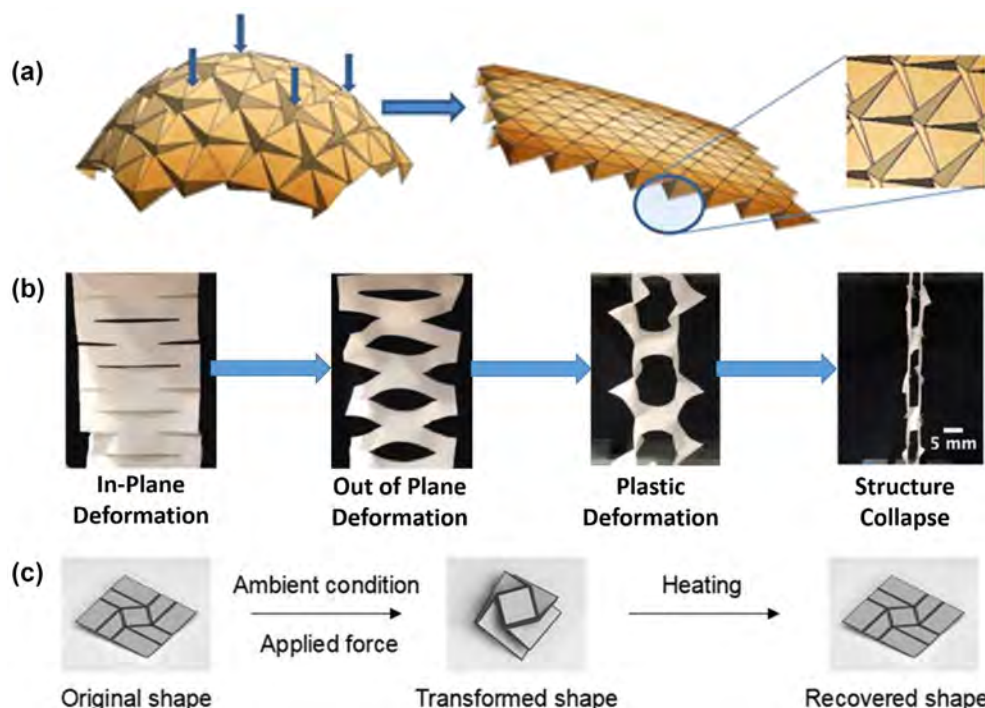 (a)
(b)
5 mm
In-Plane
Deformation
Out of Plane
Deformation
Plastic
Deformation
Structure
Collapse
(c)
Ambient condition
Applied force
Heating
Original shape
Transformed shape
Recovered shape